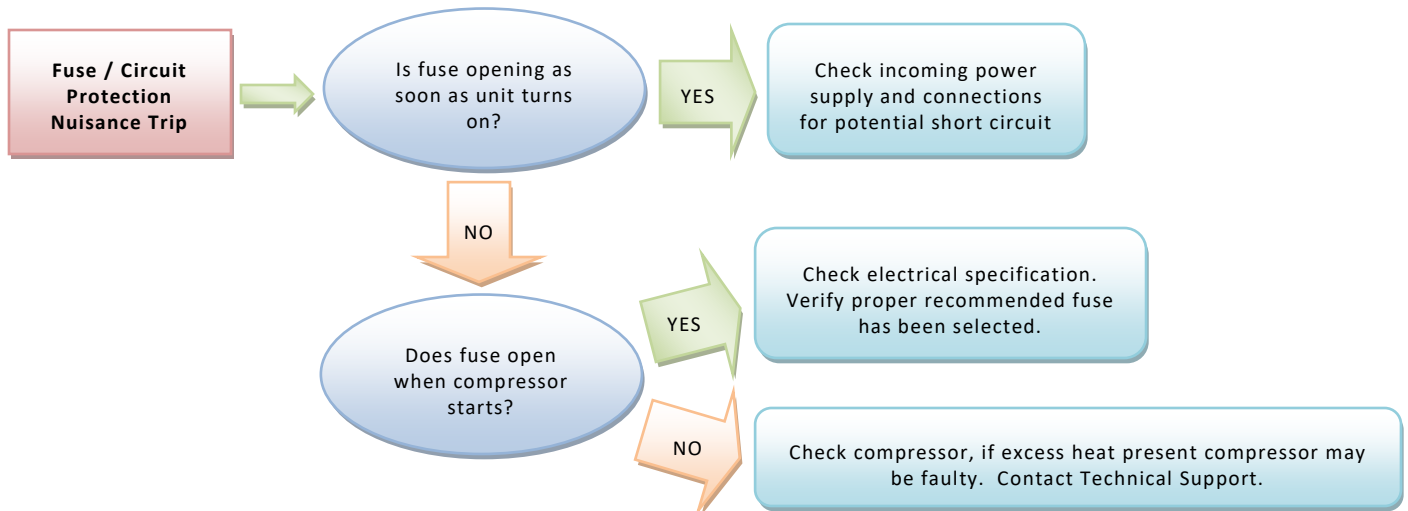 Fuse / Circuit
Protection
Nuisance Trip
Is fuse opening as
soon as unit turns
on?
YES
Check incoming power
supply and connections
for potential short circuit
NO
Does fuse open
when compressor
starts?
YES
Check electrical specification.
Verify proper recommended fuse
has been selected.
NO
Check compressor, if excess heat present compressor may
be faulty. Contact Technical Support.